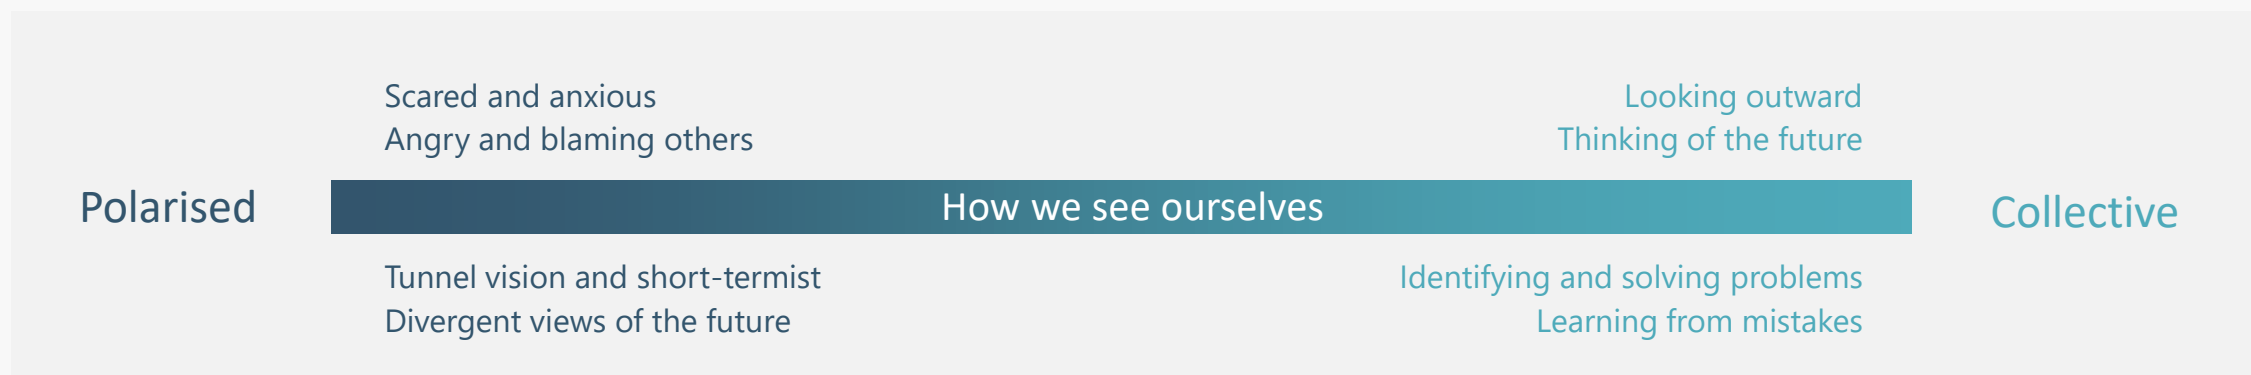 Scared and anxious
Angry and blaming others
Looking outward
Thinking of the future
Polarised
How we see ourselves
Collective
Tunnel vision and short-termist
Divergent views of the future
Identifying and solving problems
Learning from mistakes